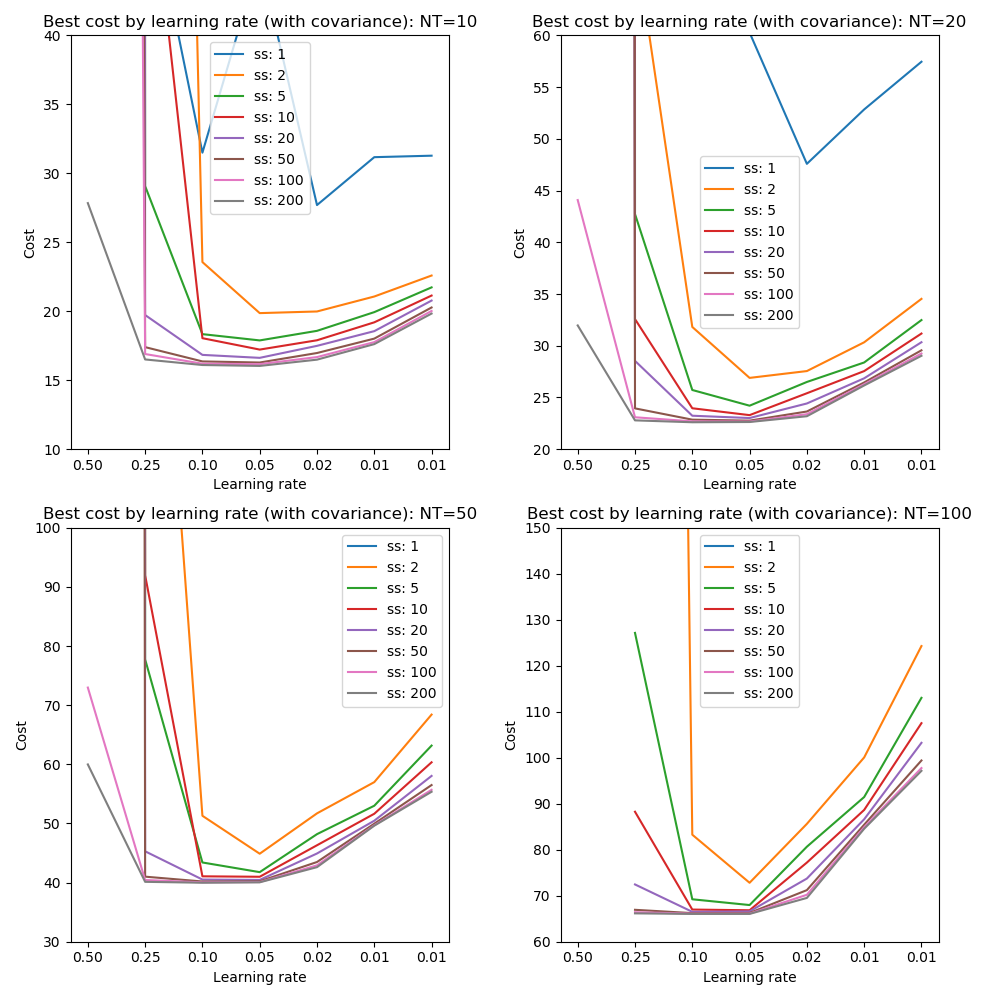 Best cost by learning rate (with covariance): NT=10
40
35
30
25
20
15
10
Cost
ss: 1
ss: 2
ss: 5
ss: 10
ss: 20
ss: 50
ss: 100
ss: 200
0.50 0.25 0.10 0.05 0.02 0.01 0.01
Learning rate
Best cost by learning rate (with covariance): NT=20
60
55
50
45
40
35
30
25
20
Cost
ss: 1
ss: 2
ss: 5
ss: 10
ss: 20
ss: 50
ss: 100
ss: 200
0.50 0.25 0.10 0.05 0.02 0.01 0.01
Learning rate
Best cost by learning rate (with covariance): NT=50
100
90
80
70
60
50
40
30
Cost
ss: 1
ss: 2
ss: 5
ss: 10
ss: 20
ss: 50
ss: 100
ss: 200
0.50 0.25 0.10 0.05 0.02 0.01 0.01
Learning rate
Best cost by learning rate (with covariance): NT=100
150
140
130
120
110
100
90
80
70
60
Cost
ss: 1
ss: 2
ss: 5
ss: 10
ss: 20
ss: 50
ss: 100
ss: 200
0.50 0.25 0.10 0.05 0.02 0.01 0.01
Learning rate